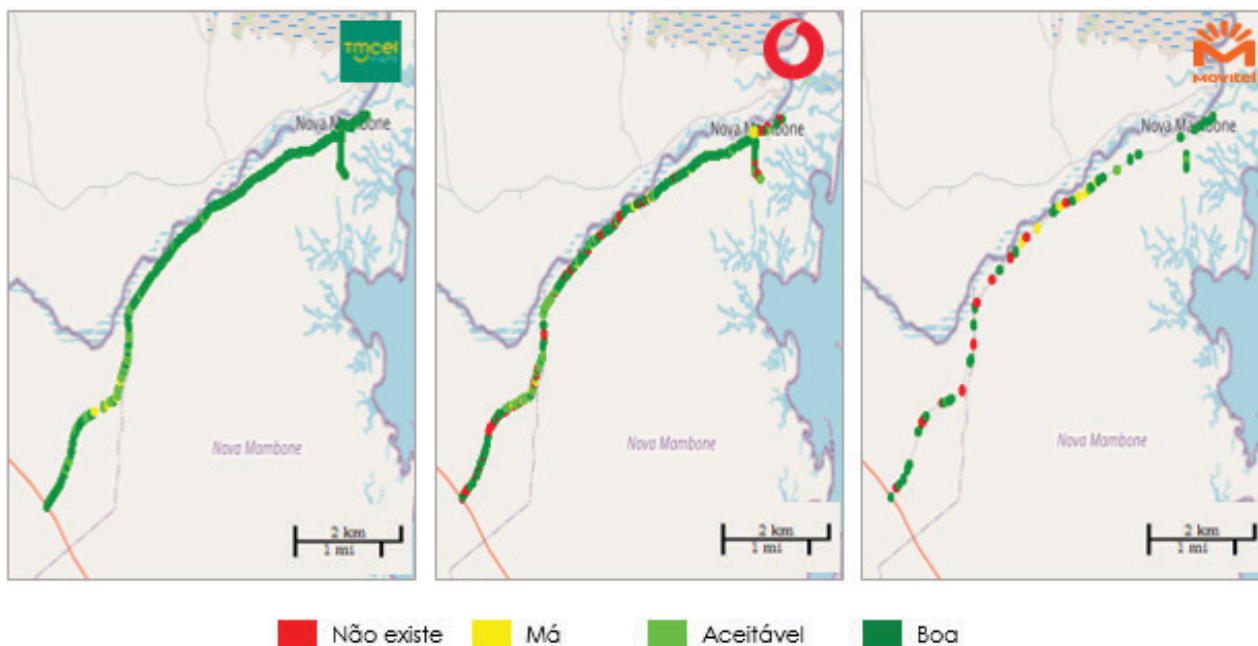 tmcel
movitel
Nova Mambone
Nova Mambone
Nova Mambone
Nova Mambone
Nova Mambone
Nova Mambone
2 km
1 mi
2 km
1 mi
2 km
1 mi
Não existe
Má
Aceitável
Boa